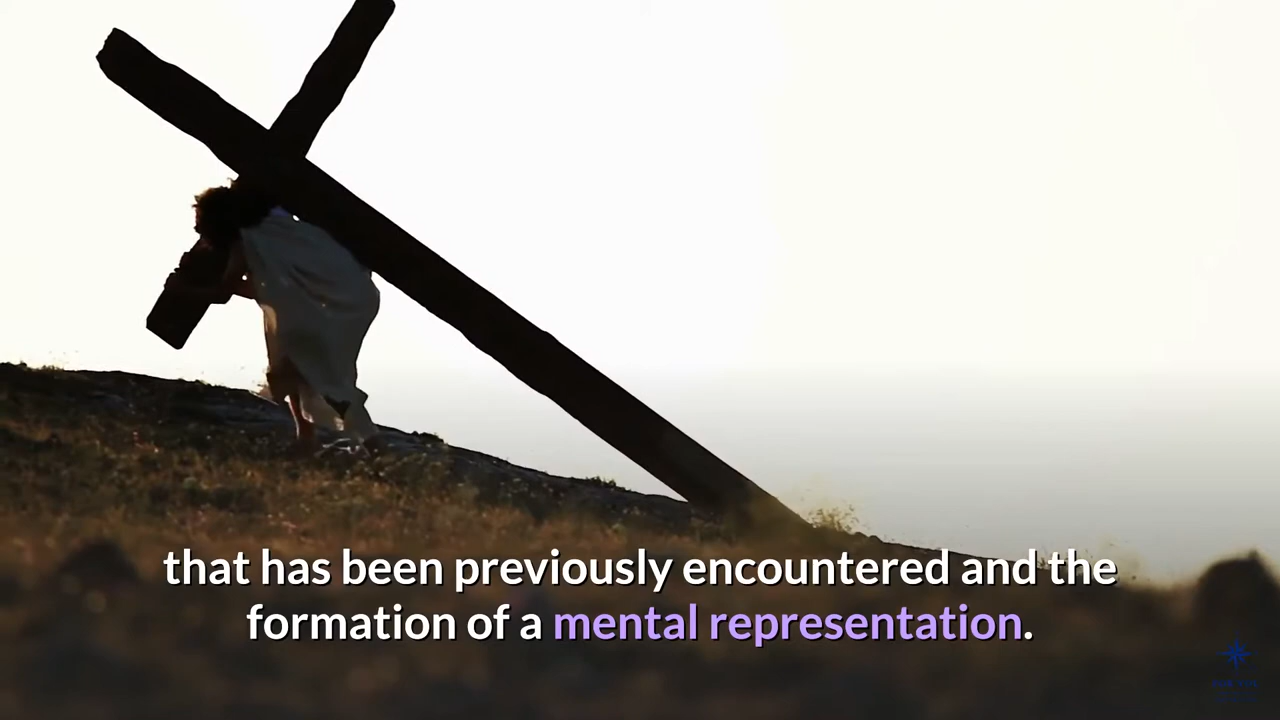 that has been previously encountered and the
formation of a mental representation.